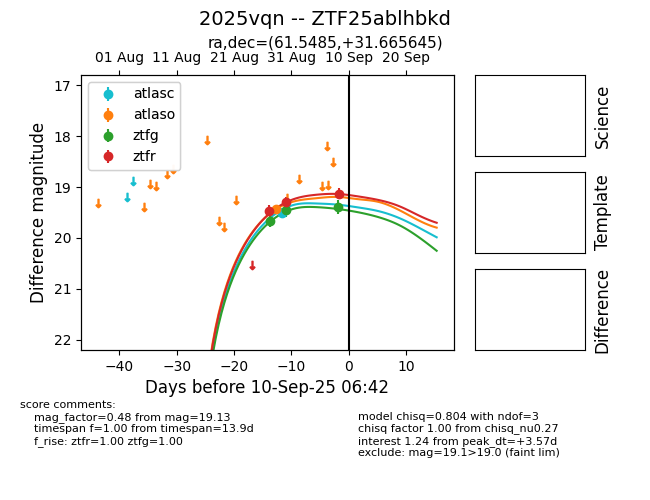 2025vqn -- ZTF25ablhbkd
ra,dec=(61.5485,+31.665645)
01 Aug 11 Aug 21 Aug 31 Aug 10 Sep 20 Sep
atlasc
atlaso
ztfg
ztfr
17
18
19
20
21
22
Difference magnitude
−40 −30 −20 −10 0 10
Days before 10-Sep-25 06:42
Science
Template
Difference
score comments:
mag_factor=0.48 from mag=19.13
timespan f=1.00 from timespan=13.9d
f_rise: ztfr=1.00 ztfg=1.00
model chisq=0.804 with ndof=3
chisq factor 1.00 from chisq_nu0.27
interest 1.24 from peak_dt=+3.57d
exclude: mag=19.1>19.0 (faint lim)